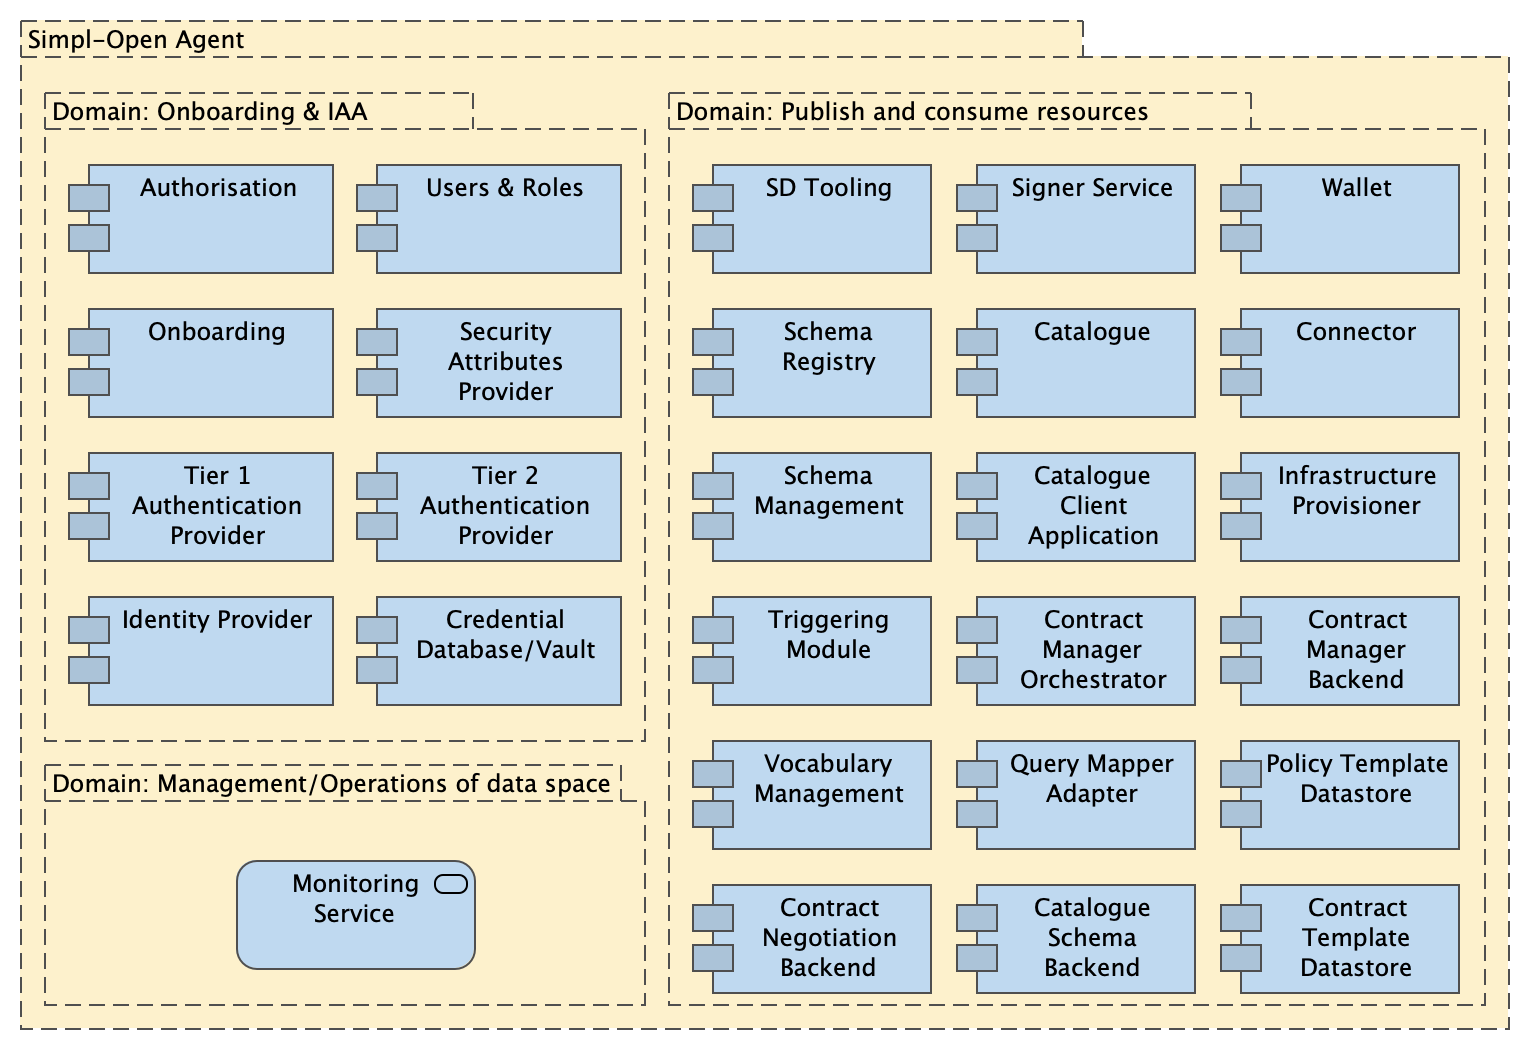 Simpl-Open Agent
Domain: Onboarding & IAA
Authorisation
Users & Roles
Onboarding
Security
Attributes
Provider
Tier 1
Authentication
Provider
Tier 2
Authentication
Provider
Identity Provider
Credential
Database/Vault
Domain: Management/Operations of data space
Monitoring
Service
Domain: Publish and consume resources
SD Tooling
Signer Service
Wallet
Schema
Registry
Catalogue
Connector
Schema
Management
Catalogue
Client
Application
Infrastructure
Provisioner
Triggering
Module
Contract
Manager
Orchestrator
Contract
Manager
Backend
Vocabulary
Management
Query Mapper
Adapter
Policy Template
Datastore
Contract
Negotiation
Backend
Catalogue
Schema
Backend
Contract
Template
Datastore